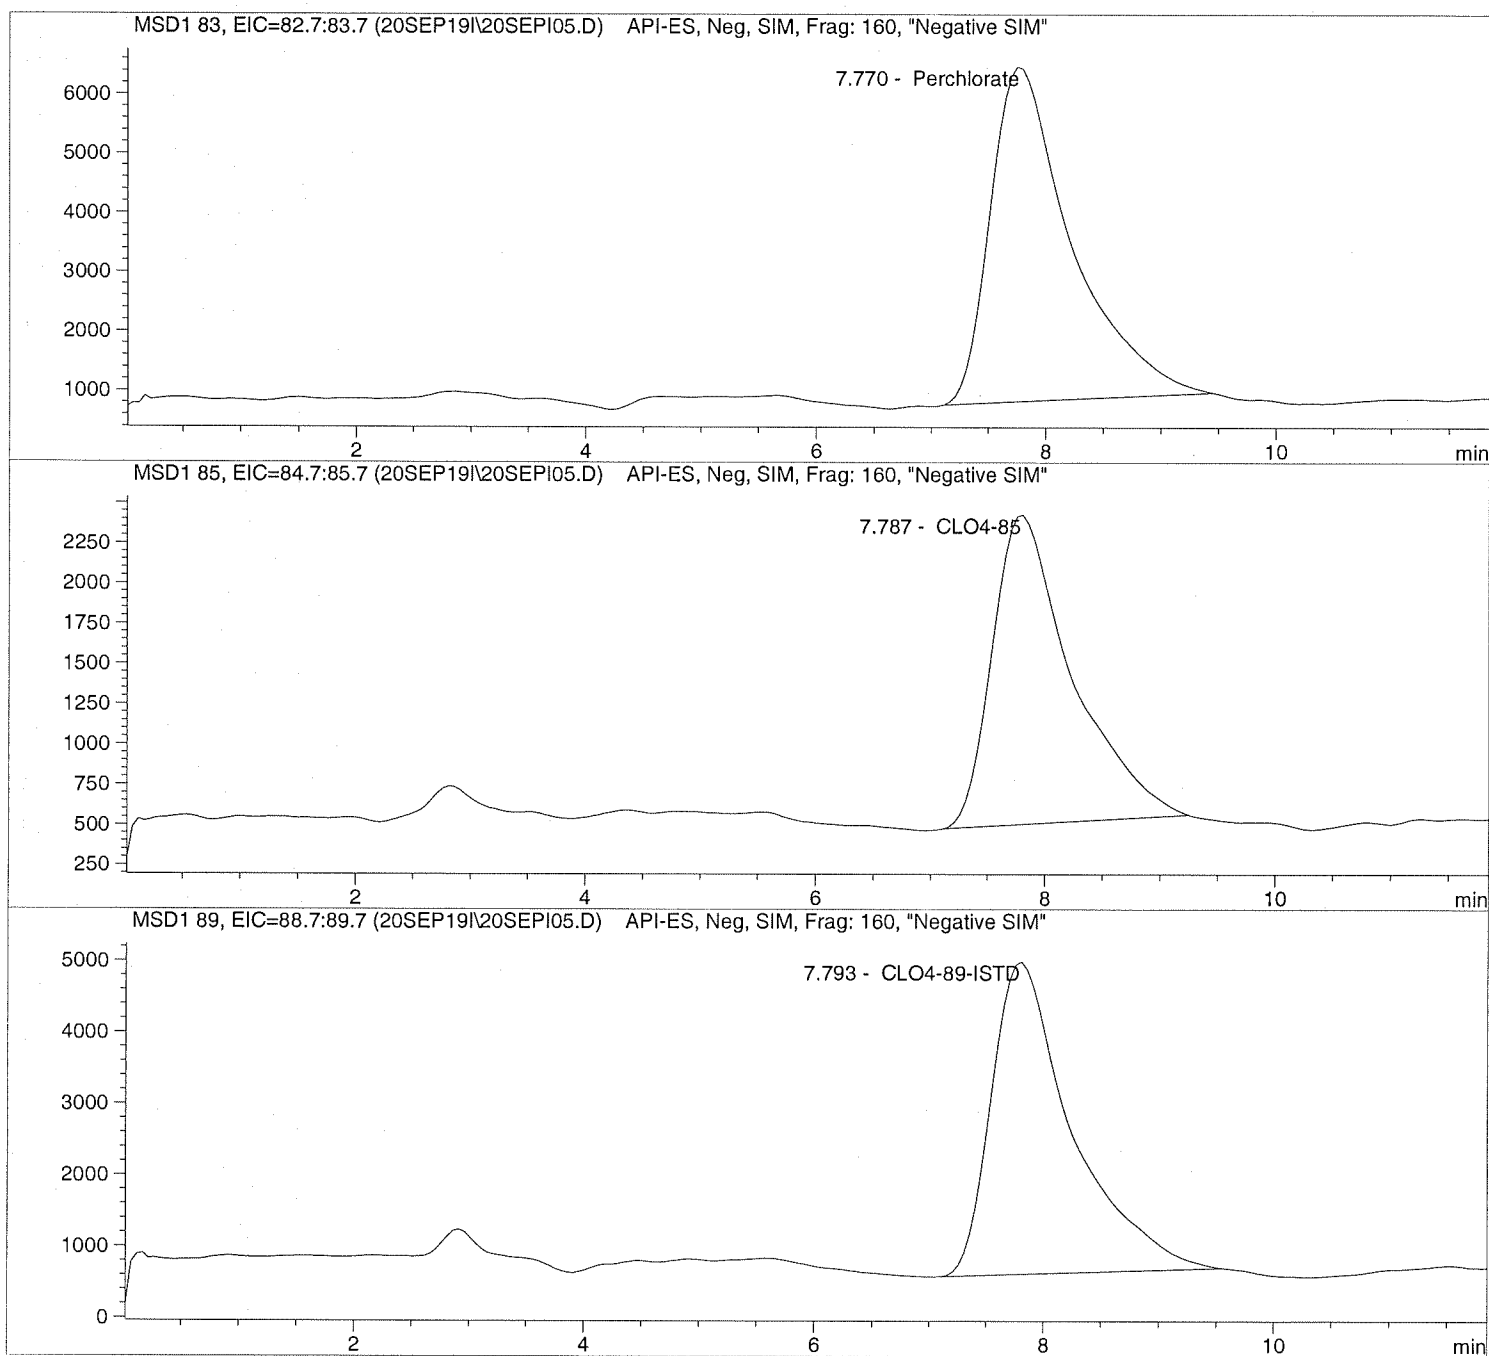 MSD1 83, EIC=82.7:83.7 (20SEP19I\20SEPI05.D) API-ES, Neg, SIM, Frag: 160, "Negative SIM"
7.770 - Perchlorate
6000
5000
4000
3000
2000
1000
2 4 6 8 10 min
MSD1 85, EIC=84.7:85.7 (20SEP19I\20SEPI05.D) API-ES, Neg, SIM, Frag: 160, "Negative SIM"
7.787 - CLO4-85
2250
2000
1750
1500
1250
1000
750
500
250
2 4 6 8 10 min
MSD1 89, EIC=88.7:89.7 (20SEP19I\20SEPI05.D) API-ES, Neg, SIM, Frag: 160, "Negative SIM"
7.793 - CLO4-89-ISTD
5000
4000
3000
2000
1000
0
2 4 6 8 10 min